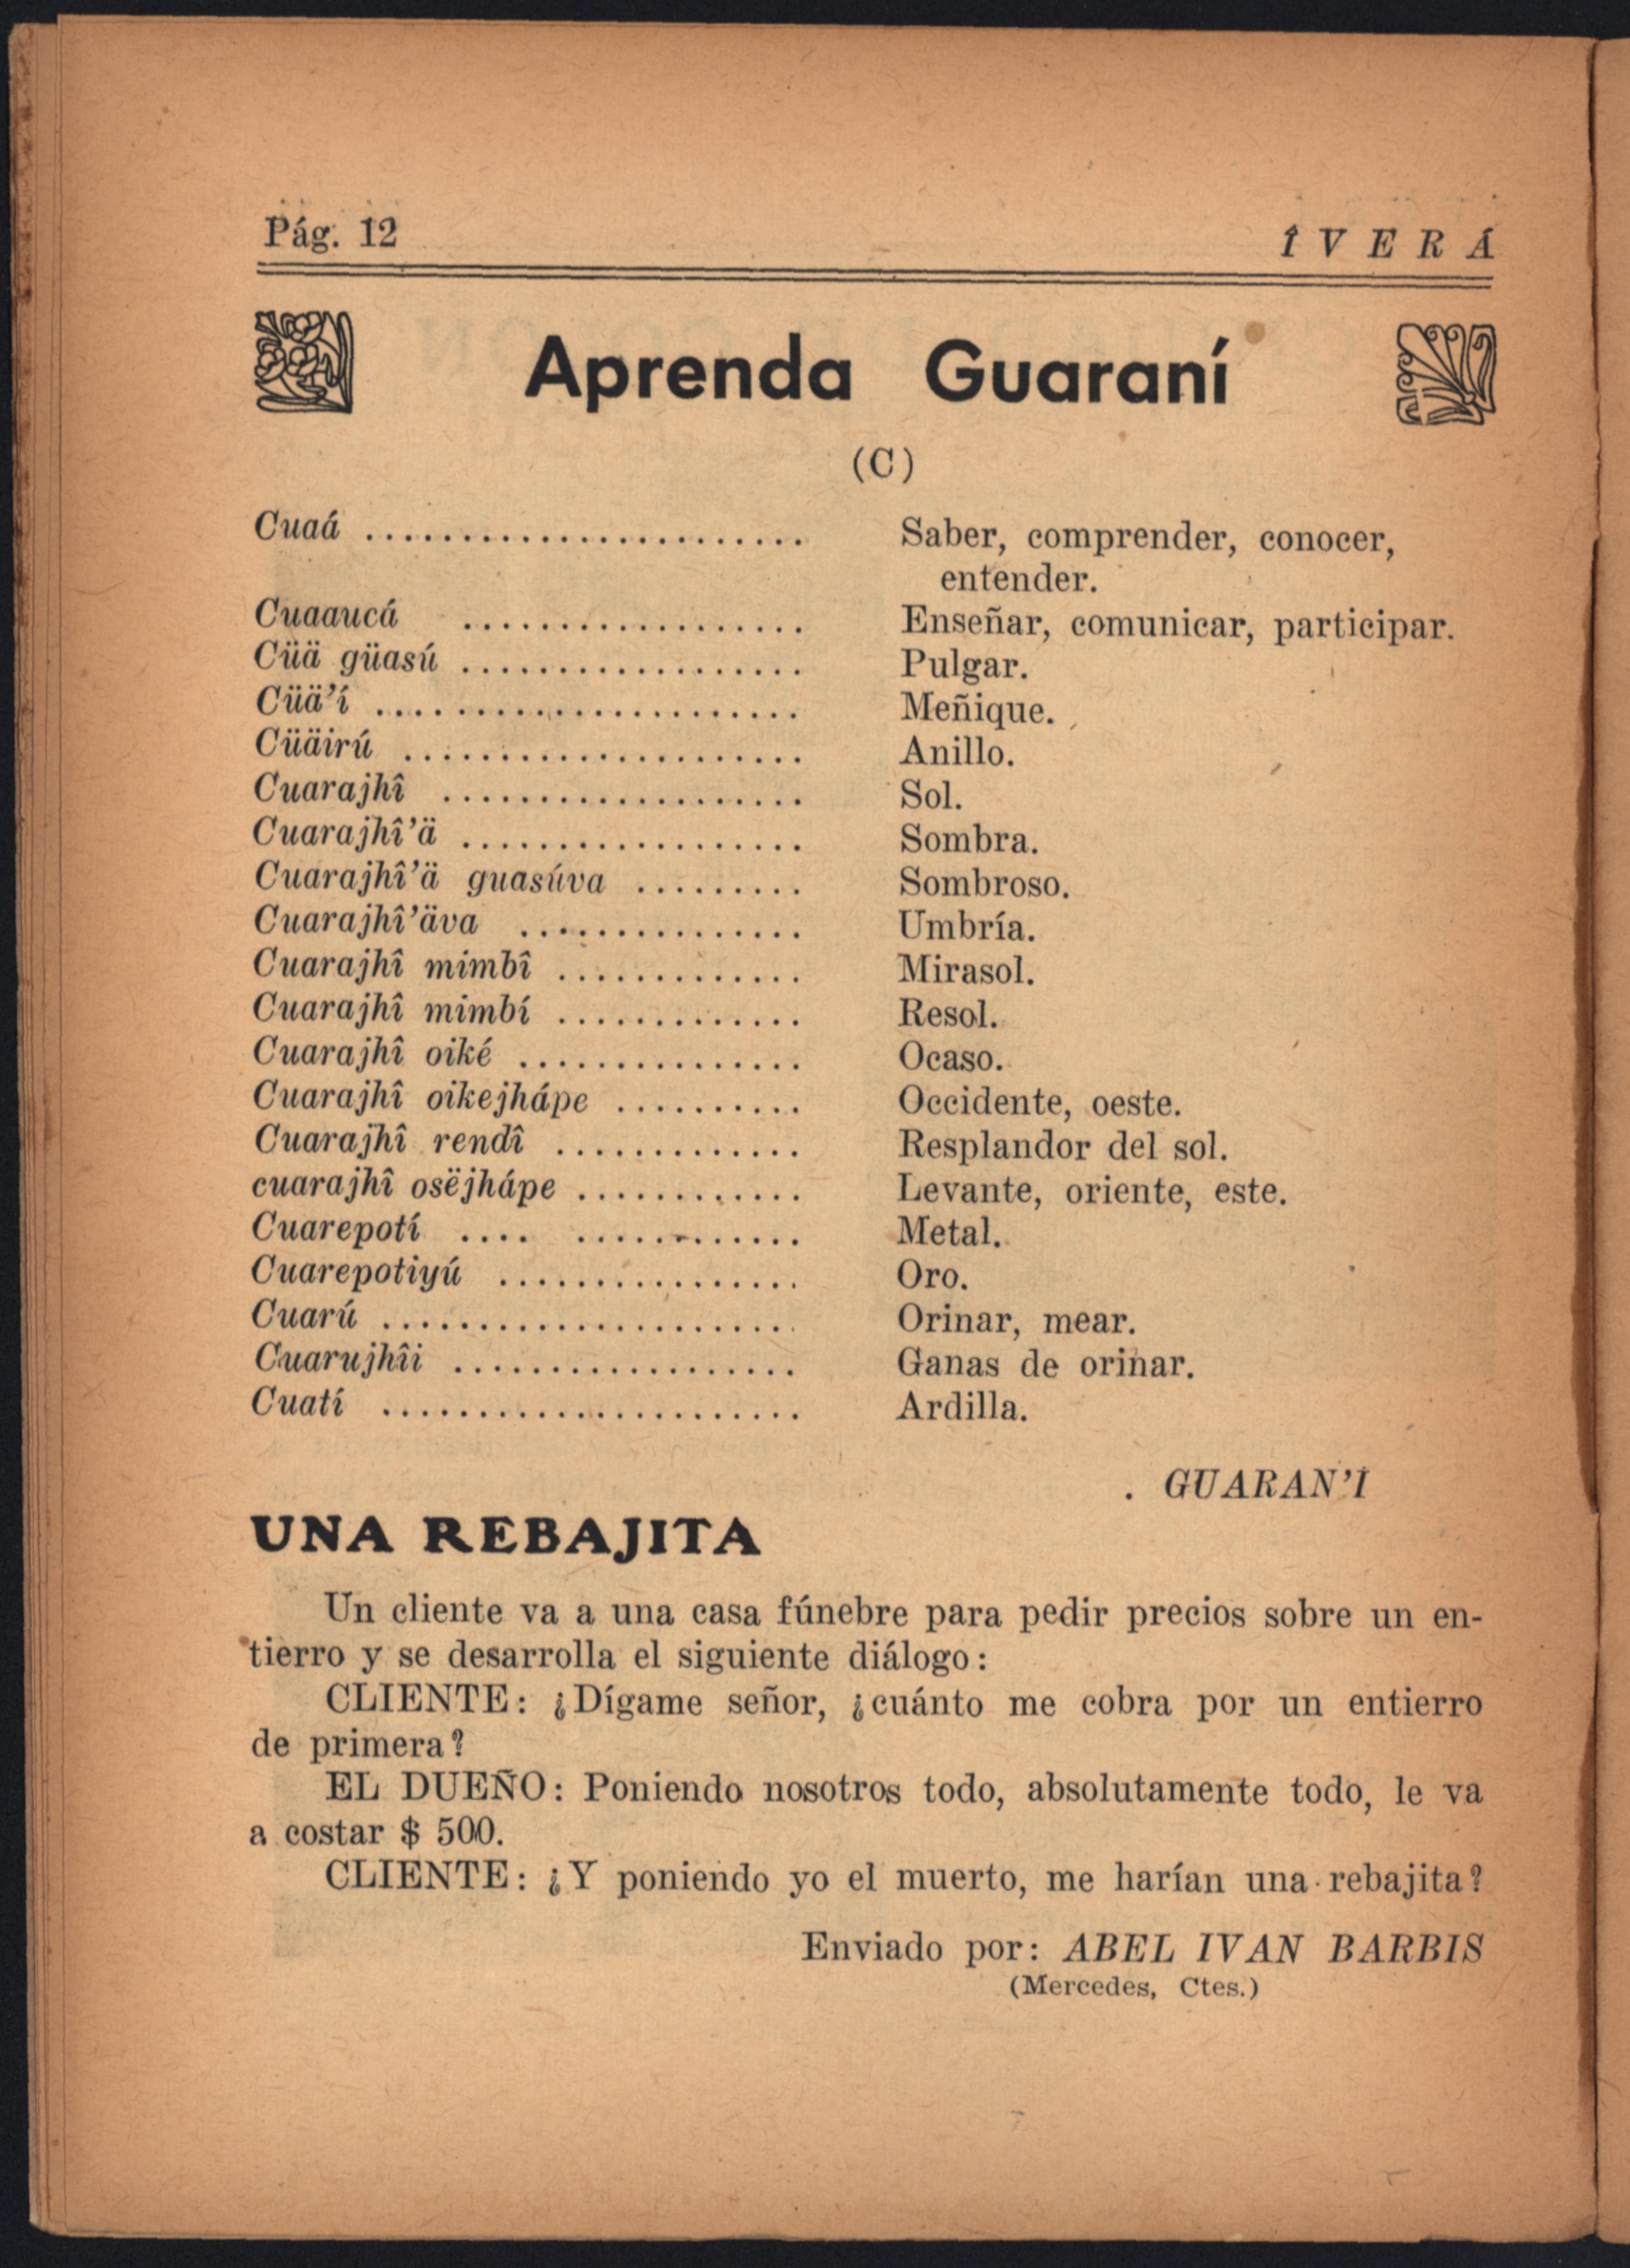 Pág. 12
Î V E R Á
Aprenda Guaraní
(C)
Cuaá ....................... Saber, comprender, conocer,
entender.
Cuaaucá .................. Enseñar, comunicar, participar.
Cüä güasú .................. Pulgar.
Cüä'í ...................... Meñique.
Cüäirú ..................... Anillo.
Cuarajhî ................... Sol.
Cuarajhî'ä .................. Sombra.
Cuarajhî'ä guasúva ......... Sombroso.
Cuarajhî'äva ............... Umbría.
Cuarajhî mimbî ............. Mirasol.
Cuarajhî mimbí ............. Resol.
Cuarajhî oiké ............... Ocaso.
Cuarajhî oikejhápe .......... Occidente, oeste.
Cuarajhî rendî ............. Resplandor del sol.
cuarajhî osëjhápe ............ Levante, oriente, este.
Cuarepotí .... ............ Metal.
Cuarepotiyú ................ Oro.
Cuarú ...................... Orinar, mear.
Cuarujhîi .................. Ganas de orinar.
Cuatí ...................... Ardilla.
. GUARAN'I
UNA REBAJITA
Un cliente va a una casa fúnebre para pedir precios sobre un en-
tierro y se desarrolla el siguiente diálogo:
CLIENTE: ¿Dígame señor, ¿cuánto me cobra por un entierro
de primera?
EL DUEÑO: Poniendo nosotros todo, absolutamente todo, le va
a costar $ 500.
CLIENTE: ¿Y poniendo yo el muerto, me harían una rebajita?
Enviado por: ABEL IVAN BARBIS
(Mercedes, Ctes.)